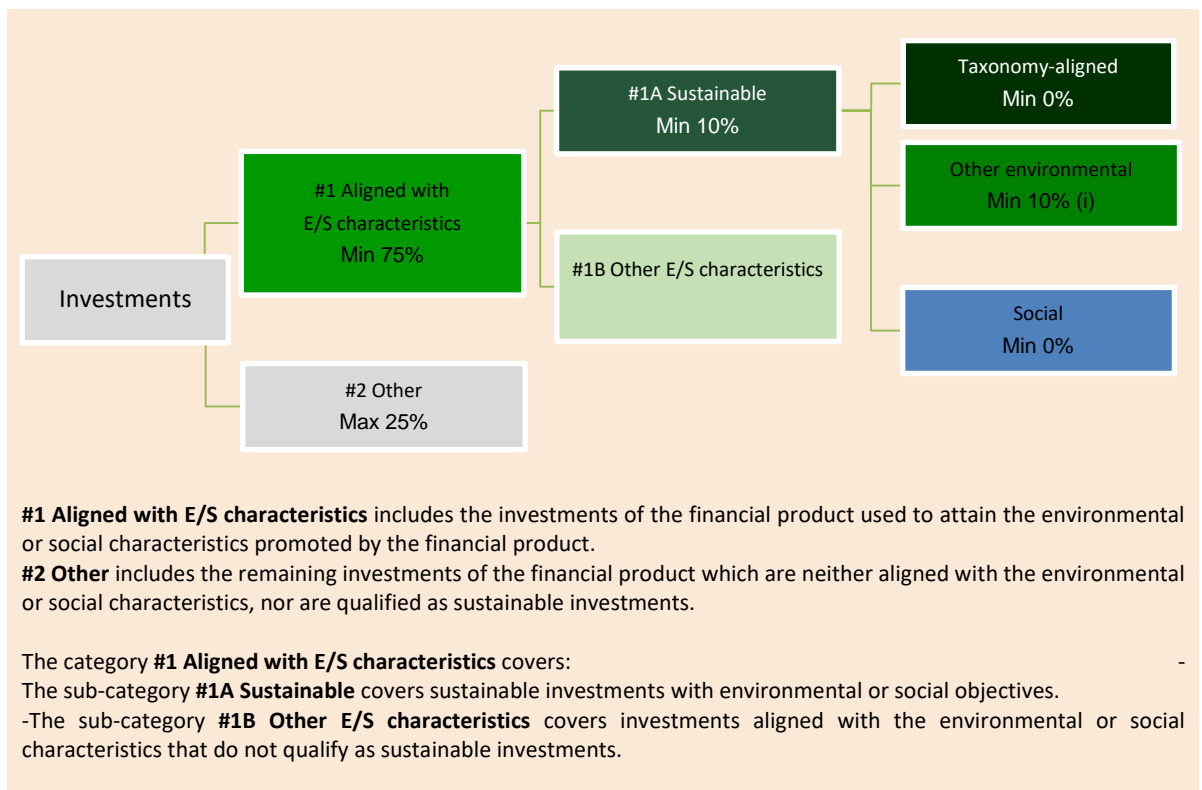 Investments
#1 Aligned with
E/S characteristics
Min 75%
#2 Other
Max 25%
#1A Sustainable
Min 10%
#1B Other E/S characteristics
Taxonomy-aligned
Min 0%
Other environmental
Min 10% (i)
Social
Min 0%
#1 Aligned with E/S characteristics includes the investments of the financial product used to attain the environmental
or social characteristics promoted by the financial product.
#2 Other includes the remaining investments of the financial product which are neither aligned with the environmental
or social characteristics, nor are qualified as sustainable investments.
The category #1 Aligned with E/S characteristics covers: -
The sub-category #1A Sustainable covers sustainable investments with environmental or social objectives.
-The sub-category #1B Other E/S characteristics covers investments aligned with the environmental or social
characteristics that do not qualify as sustainable investments.